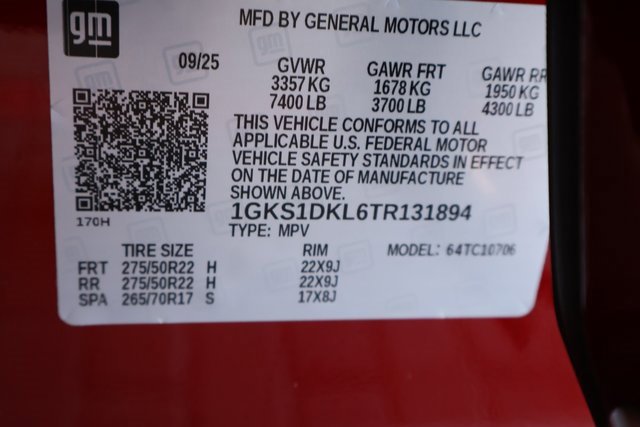 gm
MFD BY GENERAL MOTORS LLC
09/25 GVWR GAWR FRT GAWR RR
3357 KG 1678 KG 1950 KG
7400 LB 3700 LB 4300 LB
THIS VEHICLE CONFORMS TO ALL
APPLICABLE U.S. FEDERAL MOTOR
VEHICLE SAFETY STANDARDS IN EFFECT
ON THE DATE OF MANUFACTURE
SHOWN ABOVE.
170H
1GKS1DKL6TR131894
TYPE: MPV MODEL: 64TC10706
TIRE SIZE RIM
FRT 275/50R22 H 22X9J
RR 275/50R22 H 22X9J
SPA 265/70R17 S 17X8J